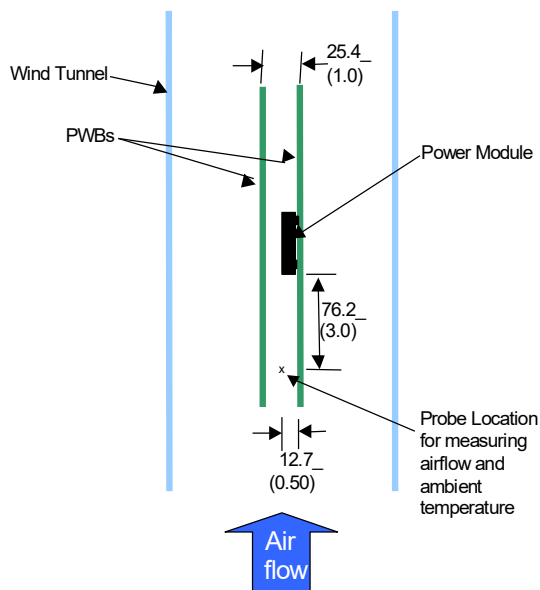 25.4_
(1.0)
Wind Tunnel
PWBs
Power Module
76.2_
(3.0)
x
Probe Location
for measuring
airflow and
ambient
temperature
12.7_
(0.50)
Air
flow